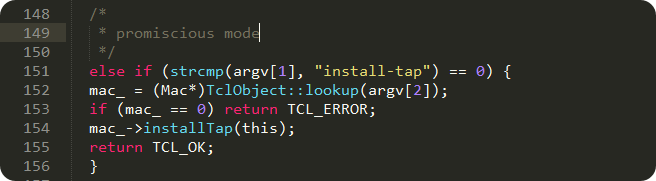 148 /*
149 * promiscious mode
150 */
151 else if (strcmp(argv[1], "install-tap") == 0) {
152 mac_ = (Mac*)TclObject::lookup(argv[2]);
153 if (mac_ == 0) return TCL_ERROR;
154 mac_->installTap(this);
155 return TCL_OK;
156 }